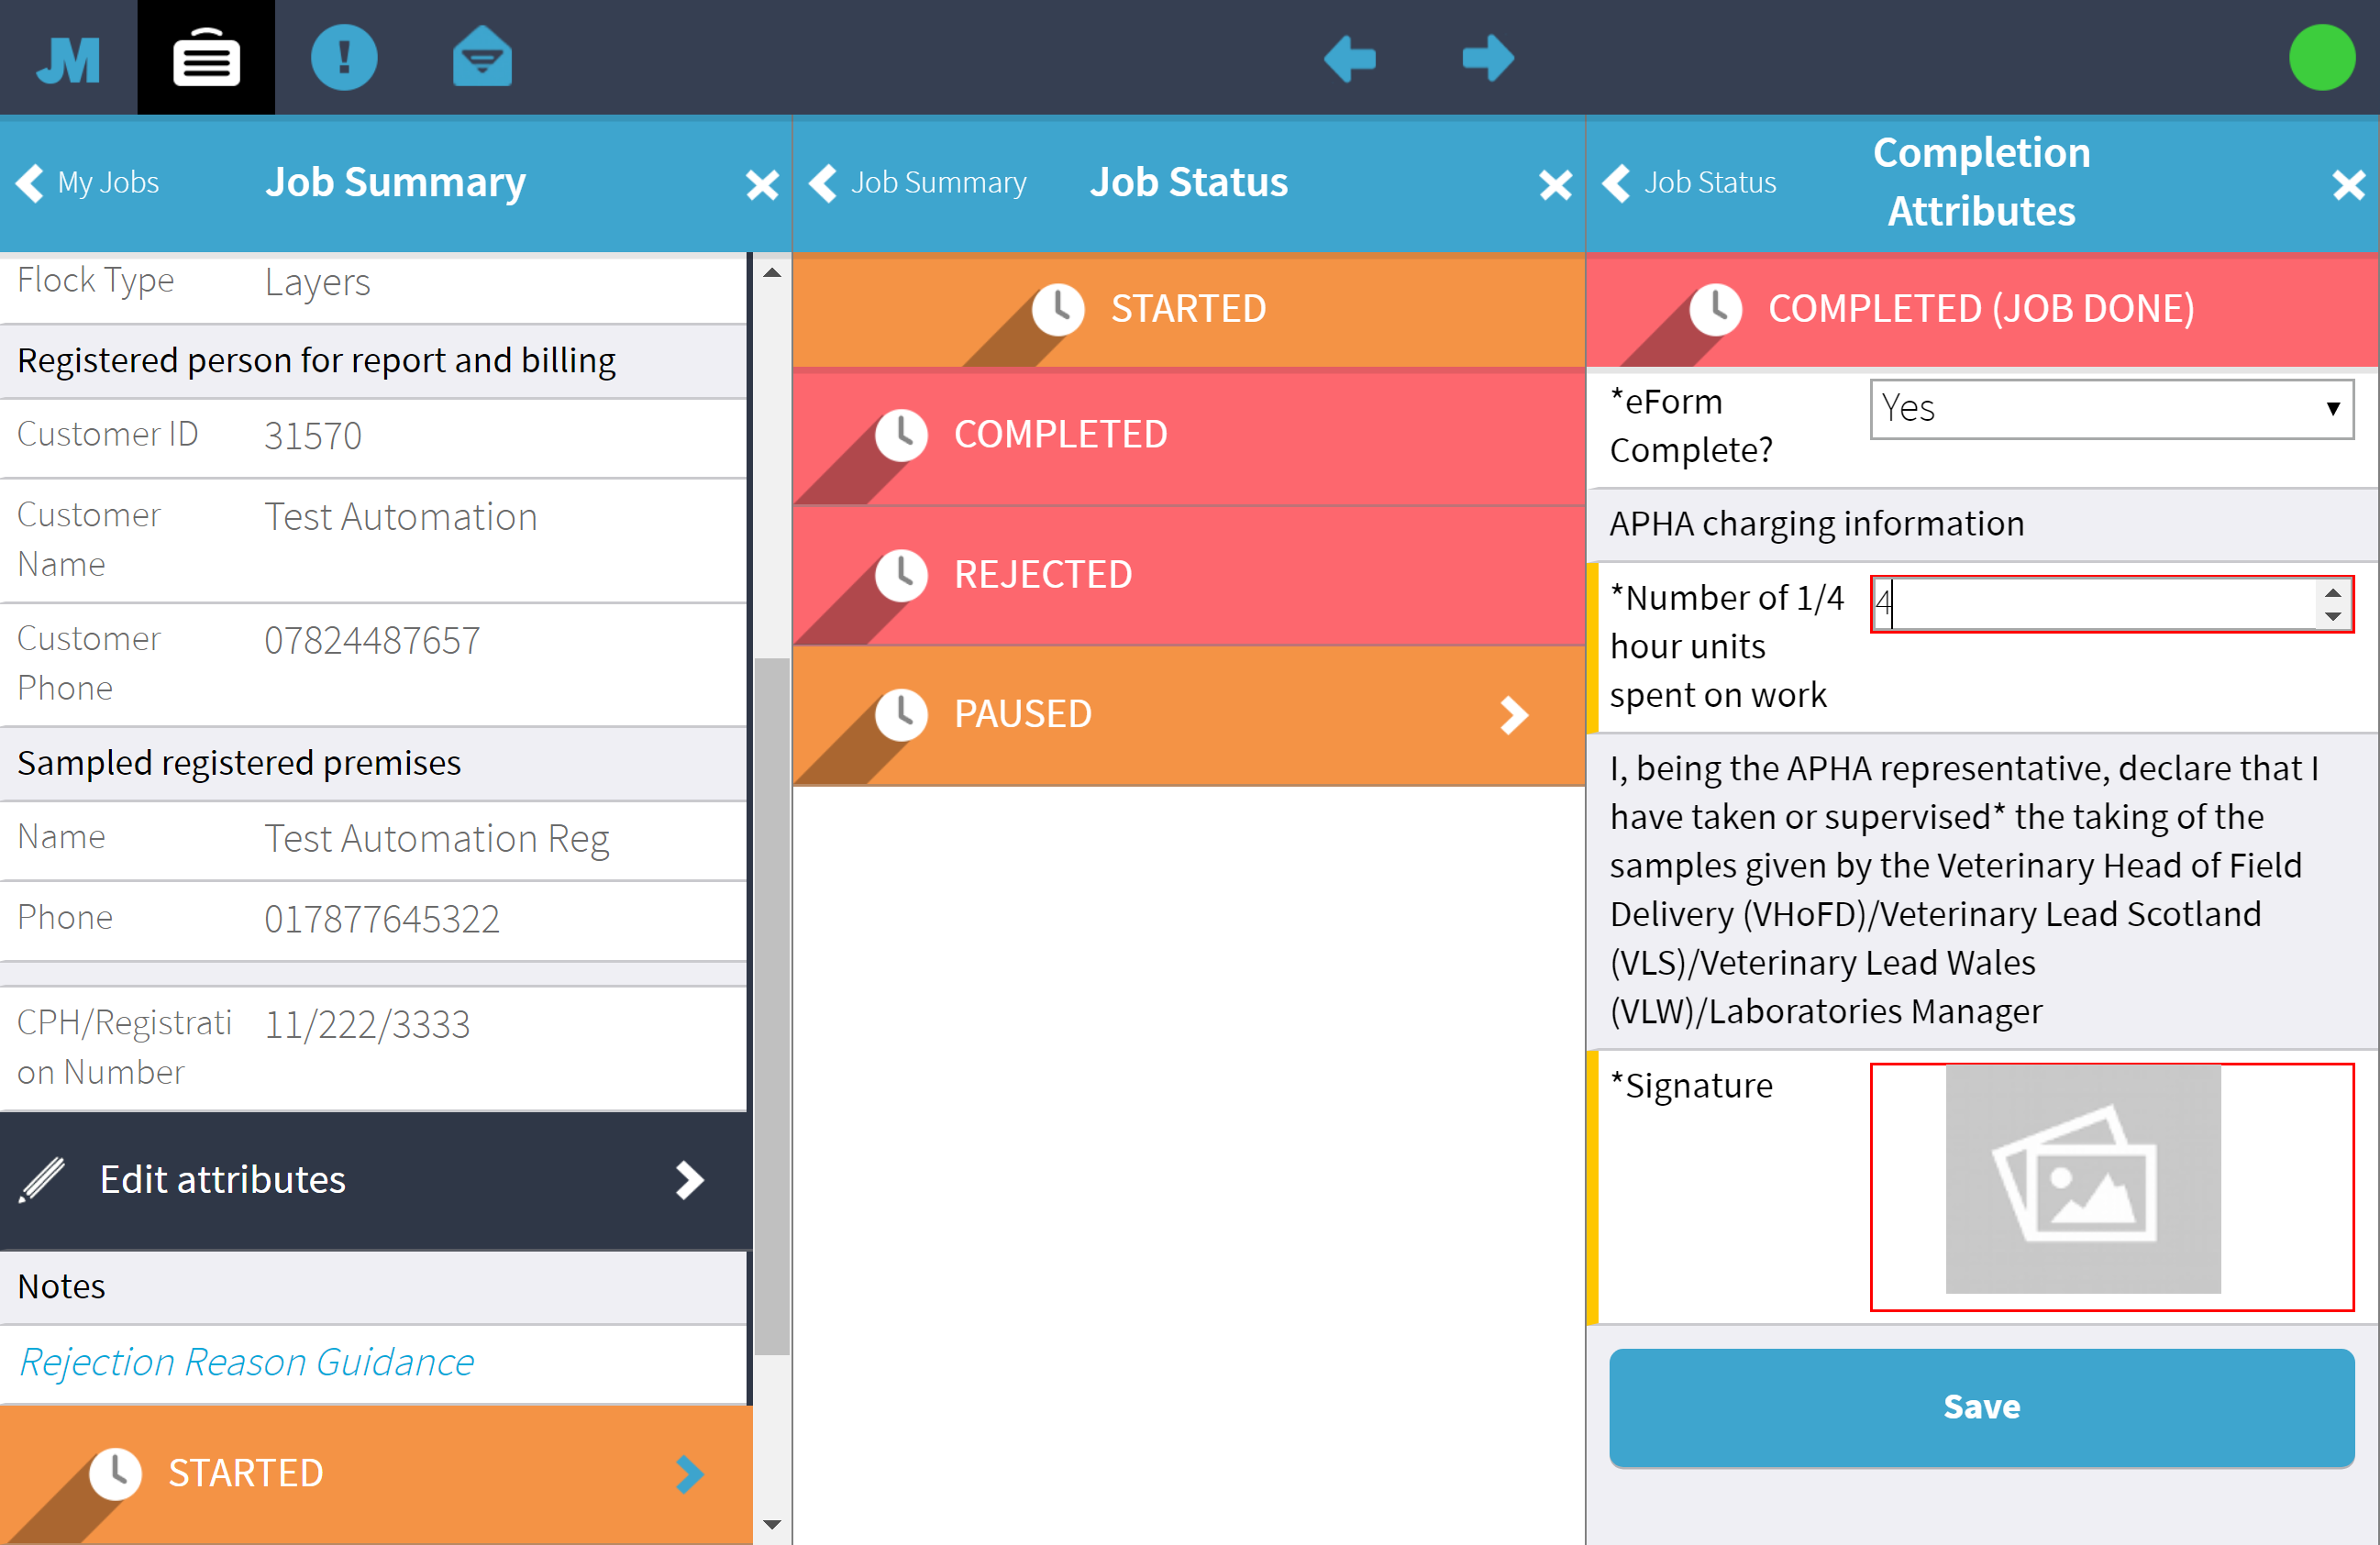 JM
My Jobs
Job Summary
Flock Type
Layers
Registered person for report and billing
Customer ID
31570
Customer
Name
Test Automation
Customer
Phone
07824487657
Sampled registered premises
Name
Test Automation Reg
Phone
017877645322
CPH/Registrati
on Number
11/222/3333
Edit attributes
Notes
Rejection Reason Guidance
STARTED
Job Summary
Job Status
STARTED
COMPLETED
REJECTED
PAUSED
Job Status
Completion
Attributes
COMPLETED (JOB DONE)
*eForm
Complete?
Yes
APHA charging information
*Number of 1/4
hour units
spent on work
4
I, being the APHA representative, declare that I
have taken or supervised* the taking of the
samples given by the Veterinary Head of Field
Delivery (VHoFD)/Veterinary Lead Scotland
(VLS)/Veterinary Lead Wales
(VLW)/Laboratories Manager
*Signature
Save